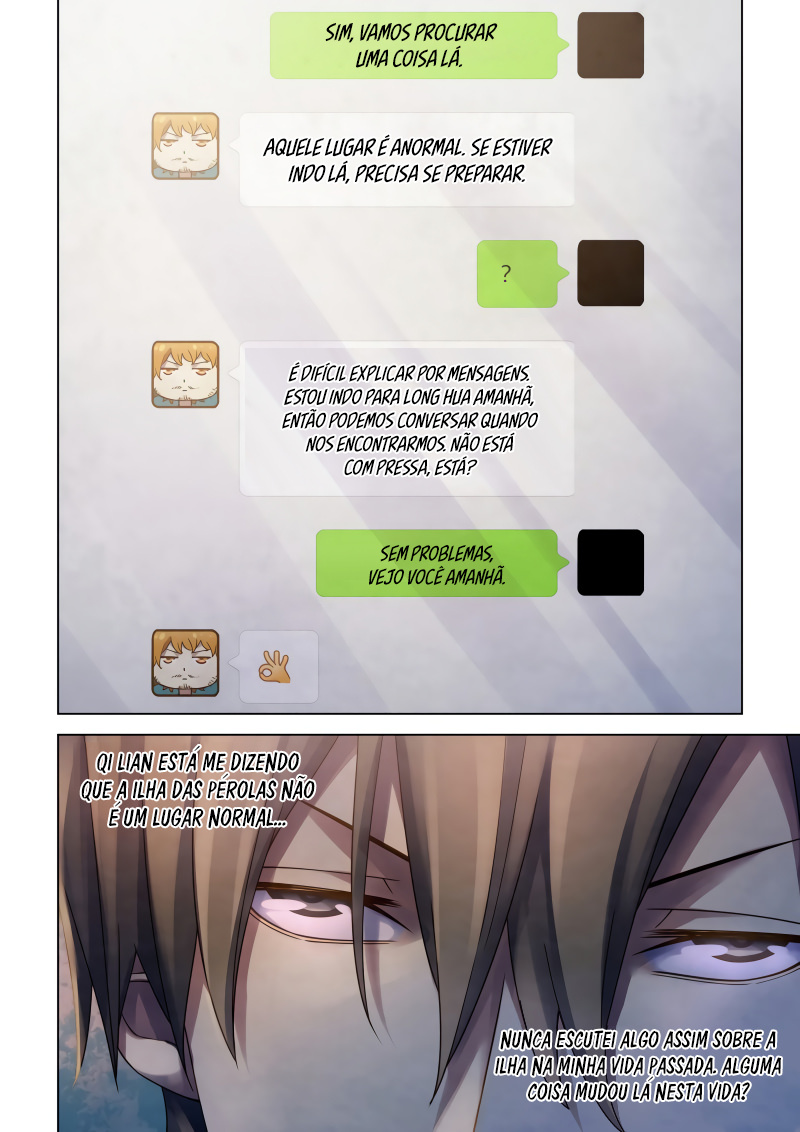 SIM, VAMOS PROCURAR
UMA COISA LÁ.
AQUELE LUGAR É ANORMAL. SE ESTIVER
INDO LÁ, PRECISA SE PREPARAR.
?
É DIFÍCIL EXPLICAR POR MENSAGENS.
ESTOU INDO PARA LONG HUA AMANHÃ,
ENTÃO PODEMOS CONVERSAR QUANDO
NOS ENCONTRARMOS. NÃO ESTÁ
COM PRESSA, ESTÁ?
SEM PROBLEMAS,
VEJO VOCÊ AMANHÃ.
QI LIAN ESTÁ ME DIZENDO
QUE A ILHA DAS PÉROLAS NÃO
É UM LUGAR NORMAL...
NUNCA ESCUTEI ALGO ASSIM SOBRE A
ILHA NA MINHA VIDA PASSADA. ALGUMA
COISA MUDOU LÁ NESTA VIDA?